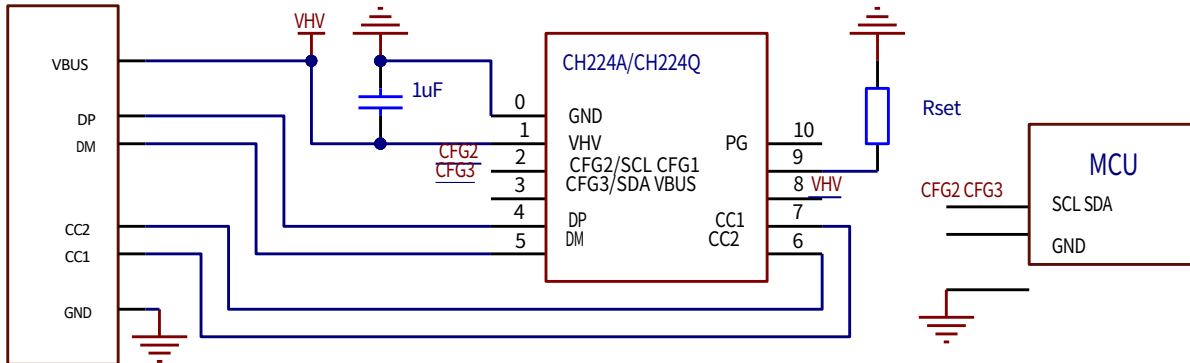 VHV
VBUS
DP
DM
CC2
CC1
GND
1uF
CFG2
CFG3
CH224A/CH224Q
0
1
2
3
4
5
GND
VHV
CFG2/SCL CFG1
CFG3/SDA VBUS
DP
DM
PG
CC1
CC2
10
9
8
7
6
VHV
Rset
CFG2 CFG3
MCU
SCL SDA
GND